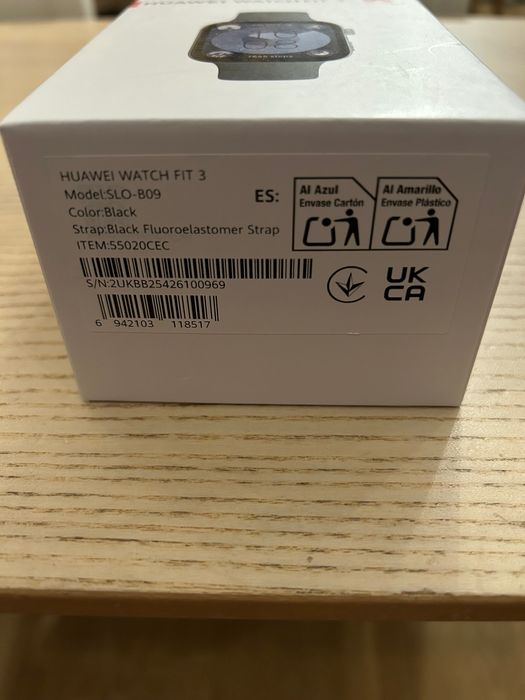 HUAWEI WATCH FIT 3
Model:SLO-B09
Color:Black
Strap:Black Fluoroelastomer Strap
ITEM:55020CEC
S/N:2UKBB25426100969
6 942103 118517
ES:
Al Azul
Envase Cartón
Al Amarillo
Envase Plástico
UK
CA